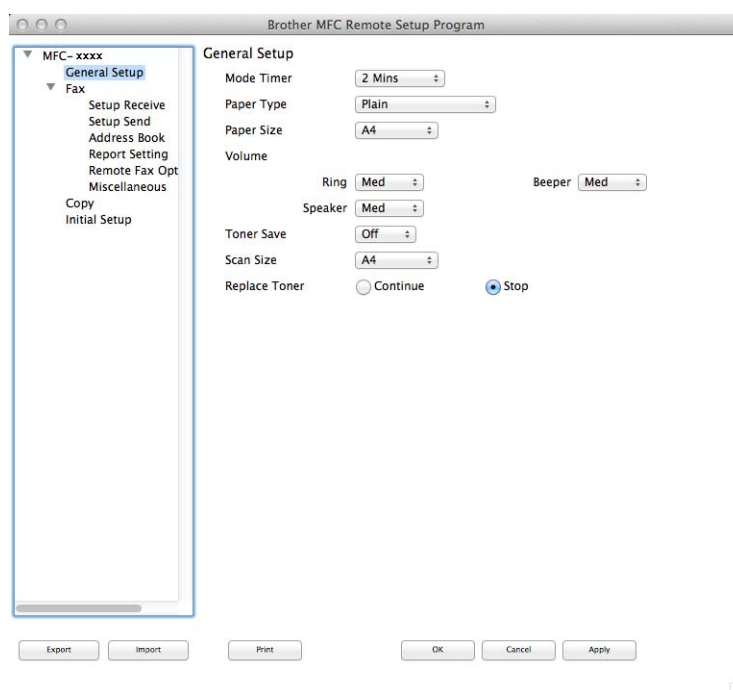 Brother MFC Remote Setup Program
MFC- xxxx
General Setup
Fax
Setup Receive
Setup Send
Address Book
Report Setting
Remote Fax Opt
Miscellaneous
Copy
Initial Setup
General Setup
Mode Timer 2 Mins
Paper Type Plain
Paper Size A4
Volume
Ring Med Beeper Med
Speaker Med
Toner Save Off
Scan Size A4
Replace Toner Continue Stop
Export Import Print OK Cancel Apply